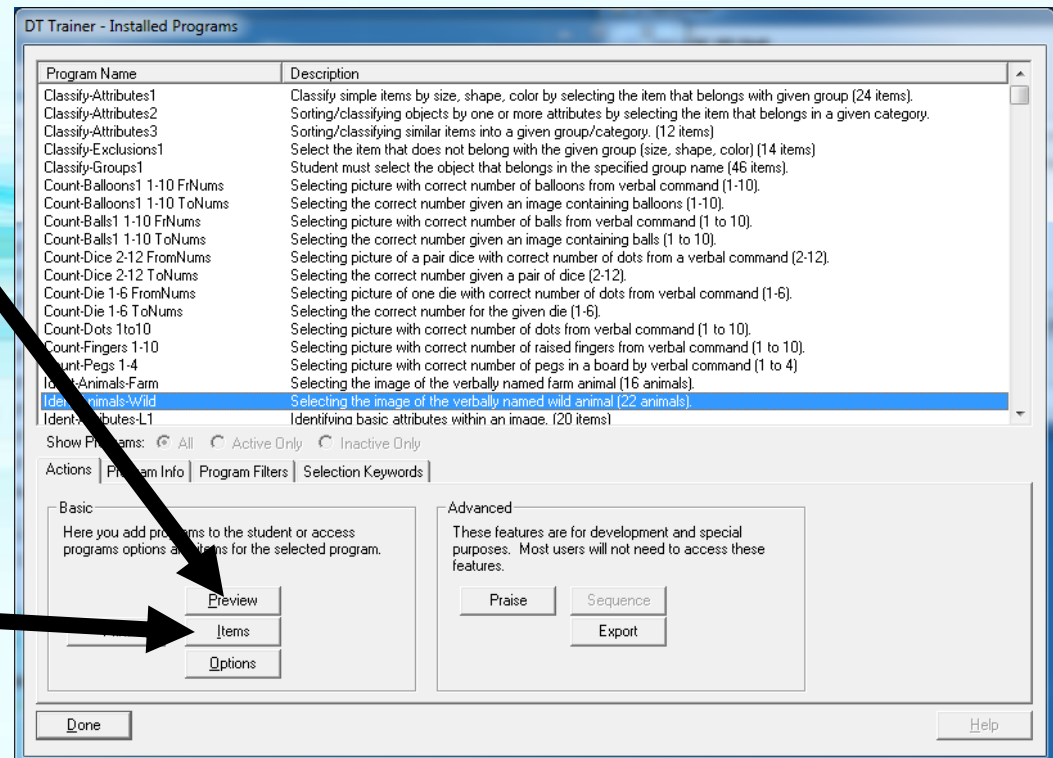 DT Trainer - Installed Programs
Program Name Description
Classify-Attributes1 Classify simple items by size, shape, color by selecting the item that belongs with given group (24 items).
Classify-Attributes2 Sorting/classifying objects by one or more attributes by selecting the item that belongs in a given category.
Classify-Attributes3 Sorting/classifying similar items into a given group/category. (12 items)
Classify-Exclusions1 Select the item that does not belong with the given group (size, shape, color) (14 items)
Classify-Groups1 Student must select the object that belongs in the specified group name (46 items).
Count-Balloons1 1-10 FrNums Selecting picture with correct number of balloons from verbal command (1-10).
Count-Balloons1 1-10 ToNums Selecting the correct number given an image containing balloons (1-10).
Count-Balls1 1-10 FrNums Selecting picture with correct number of balls from verbal command (1 to 10).
Count-Balls1 1-10 ToNums Selecting the correct number given an image containing balls (1 to 10).
Count-Dice 2-12 FromNums Selecting picture of a pair dice with correct number of dots from a verbal command (2-12).
Count-Dice 2-12 ToNums Selecting the correct number given a pair of dice (2-12).
Count-Die 1-6 FromNums Selecting picture of one die with correct number of dots from verbal command (1-6).
Count-Die 1-6 ToNums Selecting the correct number for the given die (1-6).
Count-Dots 1to10 Selecting picture with correct number of dots from verbal command (1 to 10).
Count-Fingers 1-10 Selecting picture with correct number of raised fingers from verbal command (1 to 10).
Count-Pegs 1-4 Selecting picture with correct number of pegs in a board by verbal command (1 to 4)
Ident-Animals-Farm Selecting the image of the verbally named farm animal (16 animals).
Ident-Animals-Wild Selecting the image of the verbally named wild animal (22 animals).
Ident-Attributes-L1 Identifying basic attributes within an image. (20 items)
Show Programs: All Active Only Inactive Only
Actions Program Info Program Filters Selection Keywords
Basic Advanced
Here you add programs to the student or access These features are for development and special
programs options and items for the selected program. purposes. Most users will not need to access these
features.
Preview Praise Sequence
Items Export
Options
Done Help